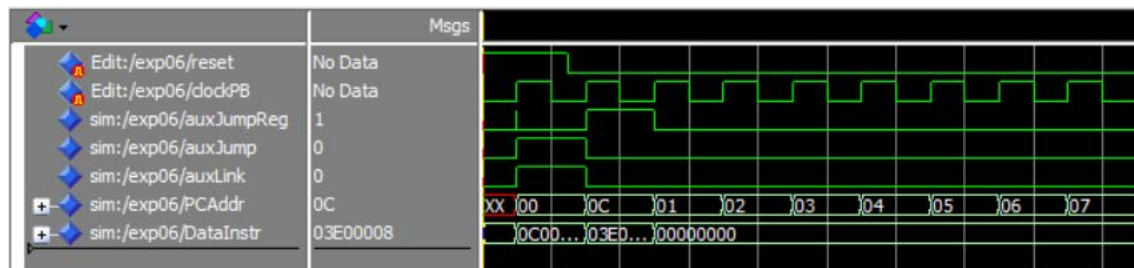 Msgs
Edit:/exp06/reset No Data
Edit:/exp06/clockPB No Data
sim:/exp06/auxJumpReg 1
sim:/exp06/auxJump 0
sim:/exp06/auxLink 0
sim:/exp06/PCAddr 0C XX 00 0C 01 02 03 04 05 06 07
sim:/exp06/DataInstr 03E00008 0C00... 03E0... 00000000